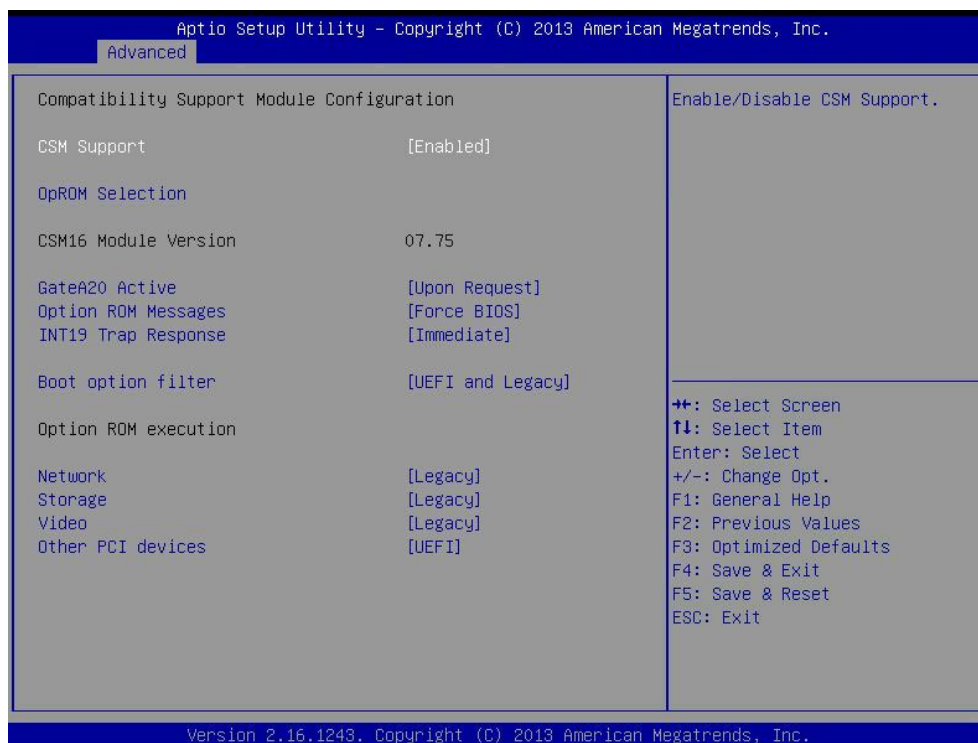 Aptio Setup Utility – Copyright (C) 2013 American Megatrends, Inc.
Advanced
Compatibility Support Module Configuration
CSM Support [Enabled]
OpROM Selection
CSM16 Module Version 07.75
GateA20 Active [Upon Request]
Option ROM Messages [Force BIOS]
INT19 Trap Response [Immediate]
Boot option filter [UEFI and Legacy]
Option ROM execution
Network [Legacy]
Storage [Legacy]
Video [Legacy]
Other PCI devices [UEFI]
Enable/Disable CSM Support.
→←: Select Screen
↑↓: Select Item
Enter: Select
+/-: Change Opt.
F1: General Help
F2: Previous Values
F3: Optimized Defaults
F4: Save & Exit
F5: Save & Reset
ESC: Exit
Version 2.16.1243. Copyright (C) 2013 American Megatrends, Inc.